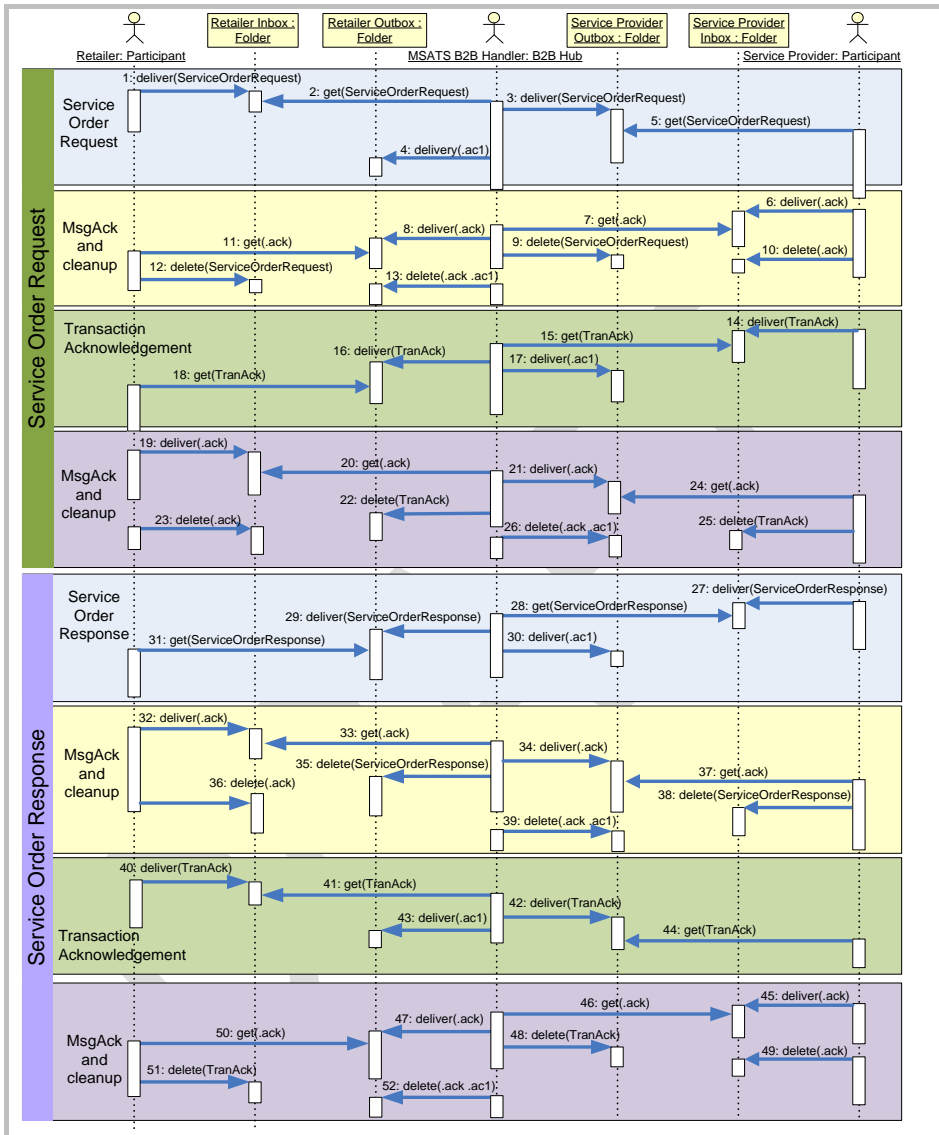 Retailer: Participant
Retailer Inbox :
Folder
Retailer Outbox :
Folder
MSATS B2B Handler: B2B Hub
Service Provider
Outbox : Folder
Service Provider
Inbox : Folder
Service Provider: Participant
Service Order Request
Service
Order
Request
1: deliver(ServiceOrderRequest)
2: get(ServiceOrderRequest)
3: deliver(ServiceOrderRequest)
5: get(ServiceOrderRequest)
4: delivery(.ac1)
MsgAck
and
cleanup
6: deliver(.ack)
7: get(.ack)
8: deliver(.ack)
9: delete(ServiceOrderRequest)
10: delete(.ack)
11: get(.ack)
12: delete(ServiceOrderRequest)
13: delete(.ack .ac1)
Transaction
Acknowledgement
14: deliver(TranAck)
15: get(TranAck)
16: deliver(TranAck)
17: deliver(.ac1)
18: get(TranAck)
MsgAck
and
cleanup
19: deliver(.ack)
20: get(.ack)
21: deliver(.ack)
24: get(.ack)
22: delete(TranAck)
23: delete(.ack)
26: delete(.ack .ac1)
25: delete(TranAck)
Service Order Response
Service
Order
Response
27: deliver(ServiceOrderResponse)
28: get(ServiceOrderResponse)
29: deliver(ServiceOrderResponse)
30: deliver(.ac1)
31: get(ServiceOrderResponse)
MsgAck
and
cleanup
32: deliver(.ack)
33: get(.ack)
34: deliver(.ack)
35: delete(ServiceOrderResponse)
36: delete(.ack)
37: get(.ack)
38: delete(ServiceOrderResponse)
39: delete(.ack .ac1)
Transaction
Acknowledgement
40: deliver(TranAck)
41: get(TranAck)
42: deliver(TranAck)
43: deliver(.ac1)
44: get(TranAck)
MsgAck
and
cleanup
45: deliver(.ack)
46: get(.ack)
47: deliver(.ack)
48: delete(TranAck)
49: delete(.ack)
50: get(.ack)
51: delete(TranAck)
52: delete(.ack .ac1)